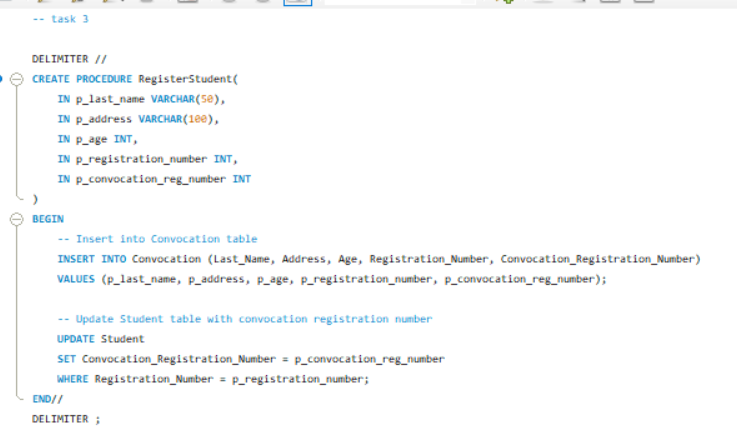 -- task 3
DELIMITER //
CREATE PROCEDURE RegisterStudent(
IN p_last_name VARCHAR(50),
IN p_address VARCHAR(100),
IN p_age INT,
IN p_registration_number INT,
IN p_convocation_reg_number INT
)
BEGIN
-- Insert into Convocation table
INSERT INTO Convocation (Last_Name, Address, Age, Registration_Number, Convocation_Registration_Number)
VALUES (p_last_name, p_address, p_age, p_registration_number, p_convocation_reg_number);
-- Update Student table with convocation registration number
UPDATE Student
SET Convocation_Registration_Number = p_convocation_reg_number
WHERE Registration_Number = p_registration_number;
END//
DELIMITER ;